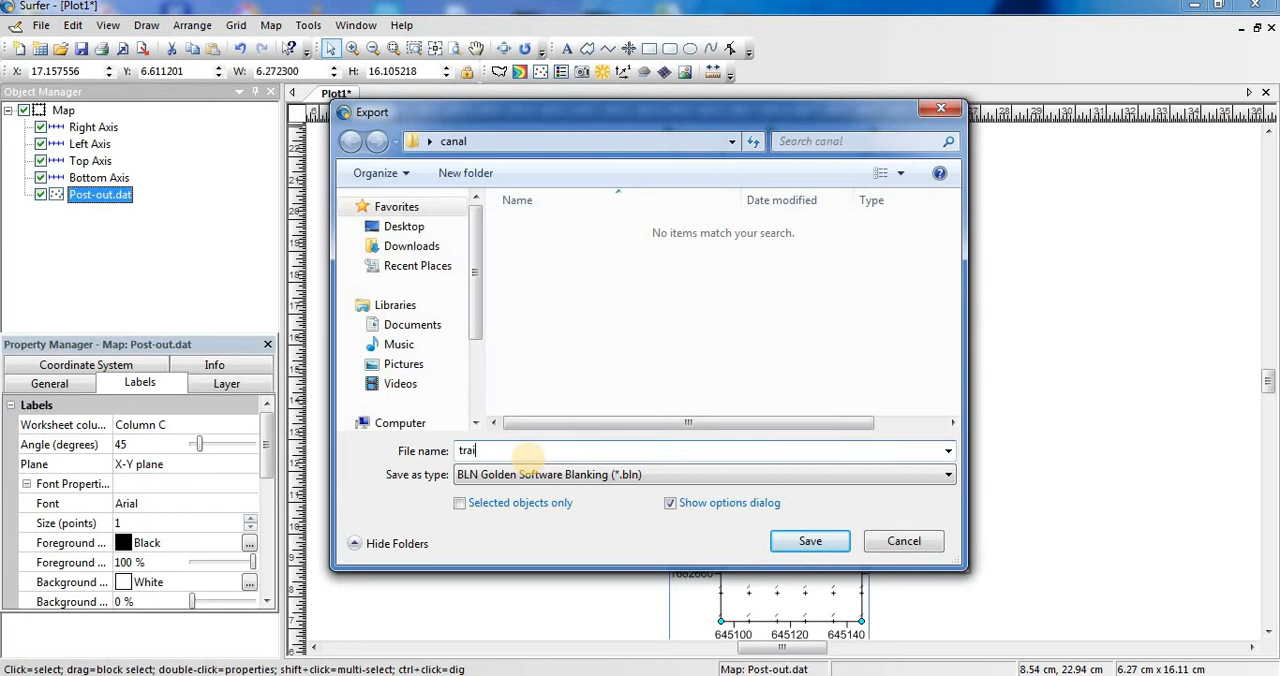 Surfer - [Plot1*]
File Edit View Draw Arrange Grid Map Tools Window Help
X: 17.157556 Y: 6.611201 W: 6.272300 H: 16.105218
Object Manager
Plot1*
Map
Right Axis
Left Axis
Top Axis
Bottom Axis
Post-out.dat
Export
canal
Search canal
Organize New folder
Favorites
Desktop
Downloads
Recent Places
Libraries
Documents
Music
Pictures
Videos
Computer
Name Date modified Type
No items match your search.
File name: trai
Save as type: BLN Golden Software Blanking (*.bln)
Selected objects only Show options dialog
Hide Folders Save Cancel
Property Manager - Map: Post-out.dat
Coordinate System Info
General Labels Layer
Labels
Worksheet colu... Column C
Angle (degrees) 45
Plane X-Y plane
Font Properti...
Font Arial
Size (points) 1
Foreground ... Black
Foreground ... 100 %
Background ... White
Background ... 0 %
1682660
645100 645120 645140
Click=select; drag=block select; double-click=properties; shift+click=multi-select; ctrl+click=dig Map: Post-out.dat 8.54 cm, 22.94 cm 6.27 cm x 16.11 cm